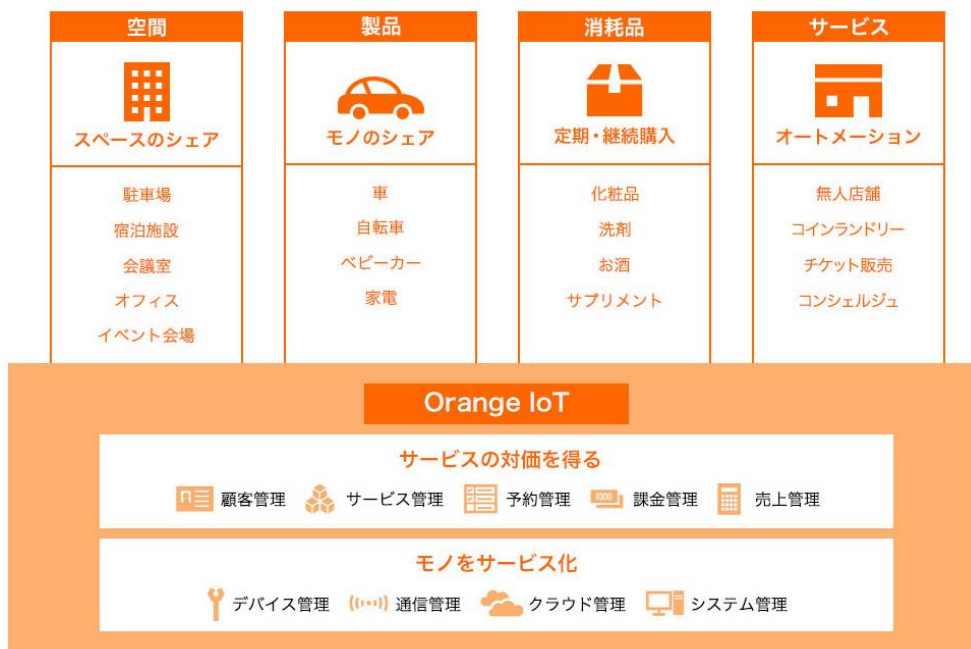 空間
スペースのシェア
駐車場
宿泊施設
会議室
オフィス
イベント会場
製品
モノのシェア
車
自転車
ベビーカー
家電
消耗品
定期・継続購入
化粧品
洗剤
お酒
サプリメント
サービス
オートメーション
無人店舗
コインランドリー
チケット販売
コンシェルジュ
Orange IoT
サービスの対価を得る
顧客管理 サービス管理 予約管理 1000 課金管理 売上管理
モノをサービス化
デバイス管理 通信管理 クラウド管理 システム管理